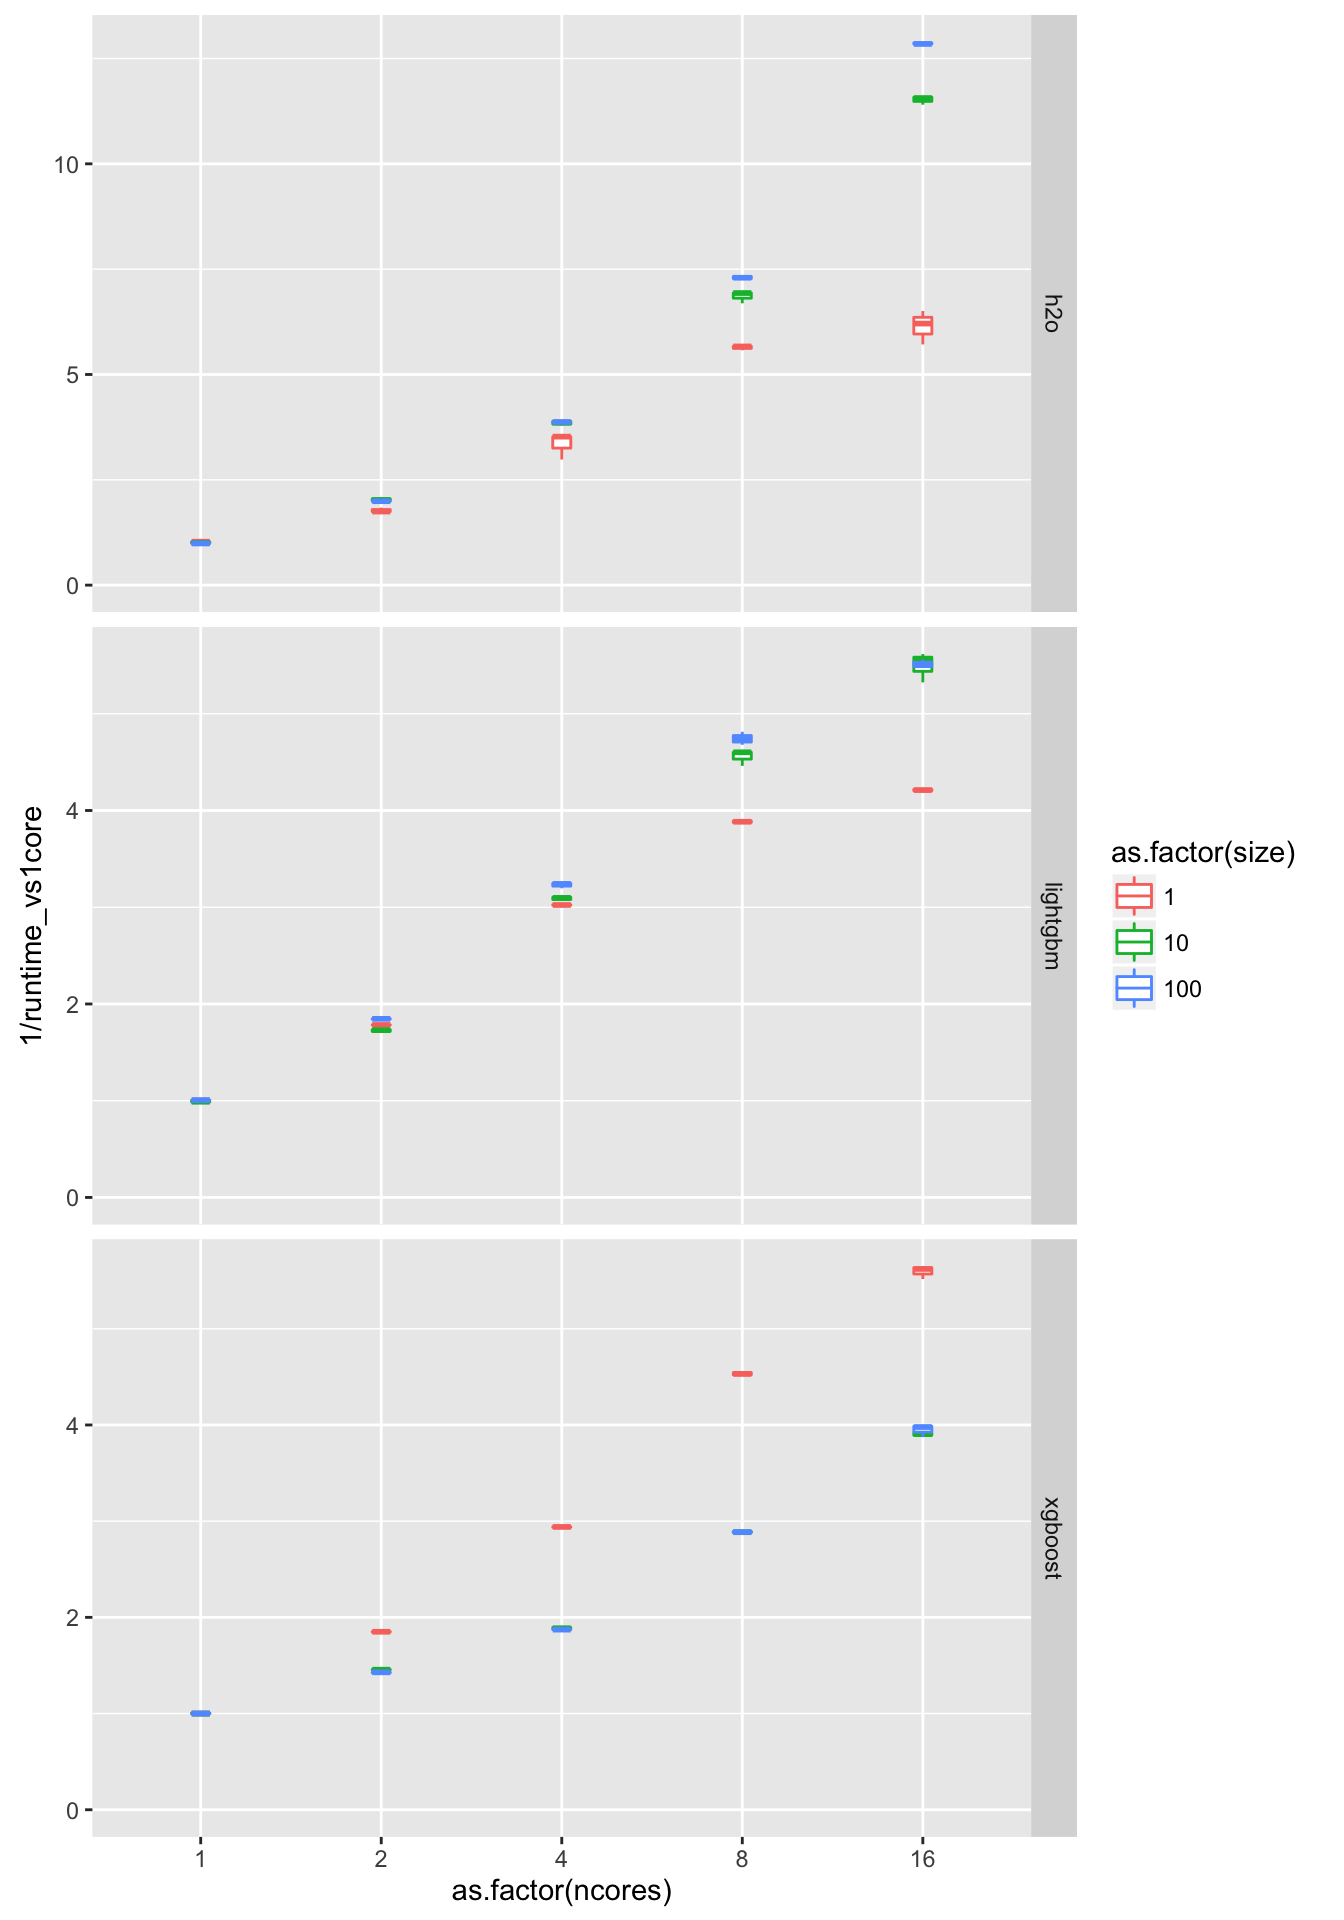 10
5
0
h2o
4
2
0
lightgbm
4
2
0
xgboost
1 2 4 8 16
as.factor(ncores)
1/runtime_vs1core
as.factor(size)
1
10
100